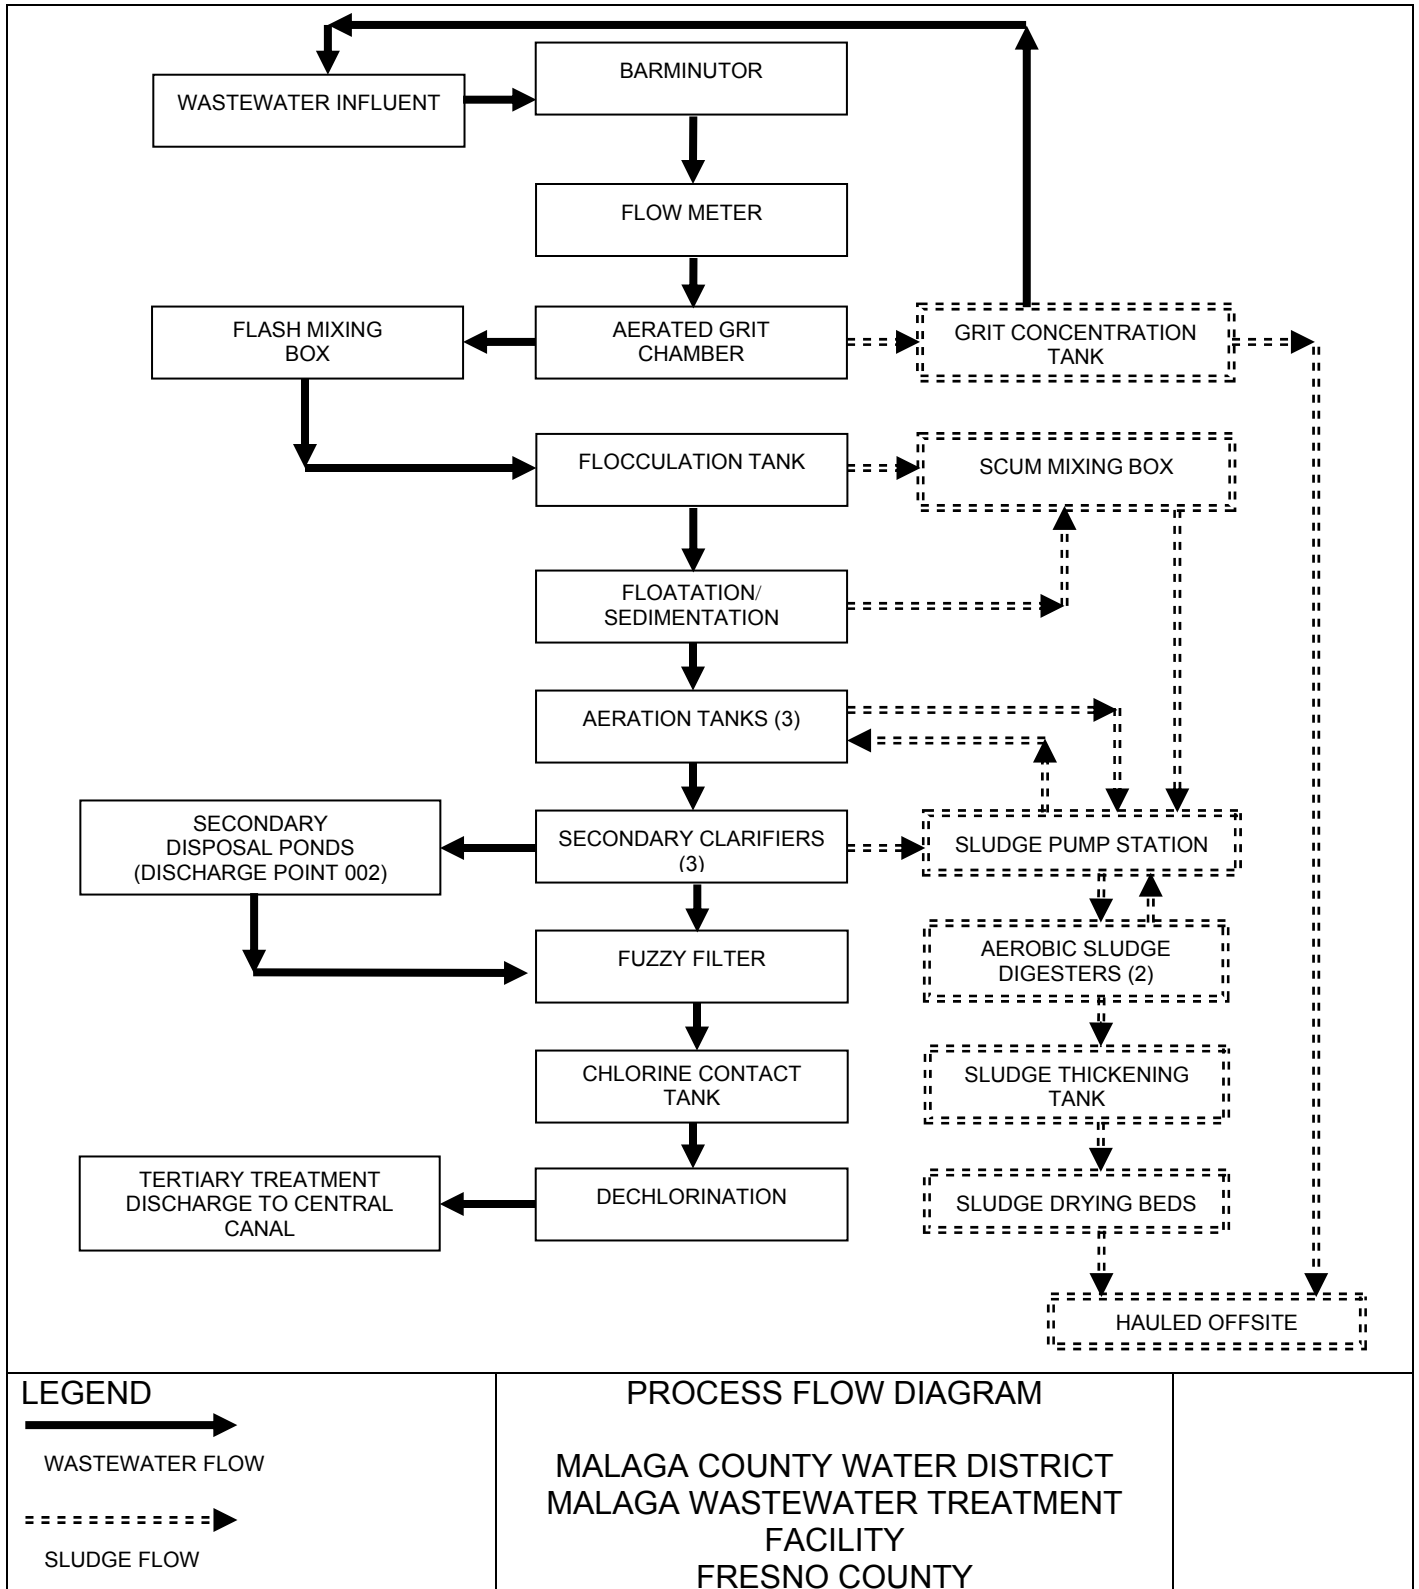 BARMINUTOR
WASTEWATER INFLUENT
FLOW METER
FLASH MIXING
BOX
AERATED GRIT
CHAMBER
GRIT CONCENTRATION
TANK
FLOCCULATION TANK
SCUM MIXING BOX
FLOATATION/
SEDIMENTATION
AERATION TANKS (3)
SECONDARY
DISPOSAL PONDS
(DISCHARGE POINT 002)
SECONDARY CLARIFIERS
(3)
SLUDGE PUMP STATION
FUZZY FILTER
AEROBIC SLUDGE
DIGESTERS (2)
CHLORINE CONTACT
TANK
SLUDGE THICKENING
TANK
TERTIARY TREATMENT
DISCHARGE TO CENTRAL
CANAL
DECHLORINATION
SLUDGE DRYING BEDS
HAULED OFFSITE
LEGEND
WASTEWATER FLOW
SLUDGE FLOW
PROCESS FLOW DIAGRAM
MALAGA COUNTY WATER DISTRICT
MALAGA WASTEWATER TREATMENT
FACILITY
FRESNO COUNTY